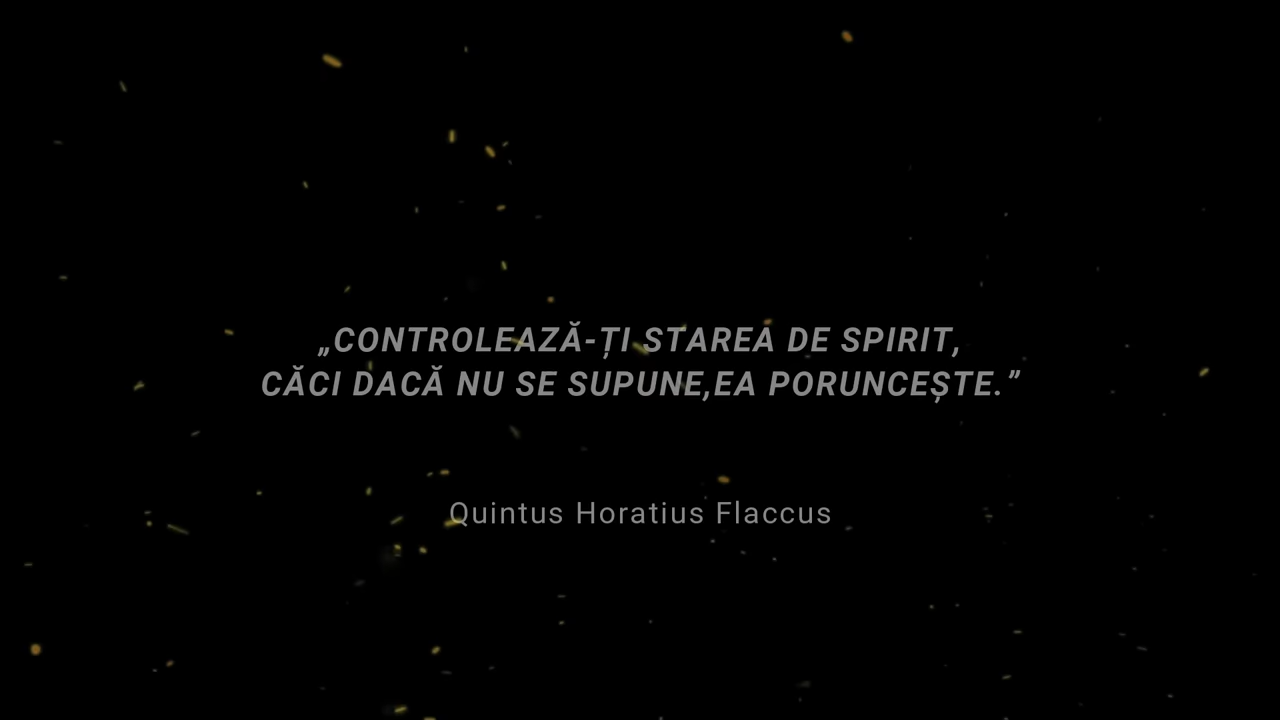 „CONTROLEAZĂ-ȚI STAREA DE SPIRIT,
CĂCI DACĂ NU SE SUPUNE,EA PORUNCEȘTE.”
Quintus Horatius Flaccus